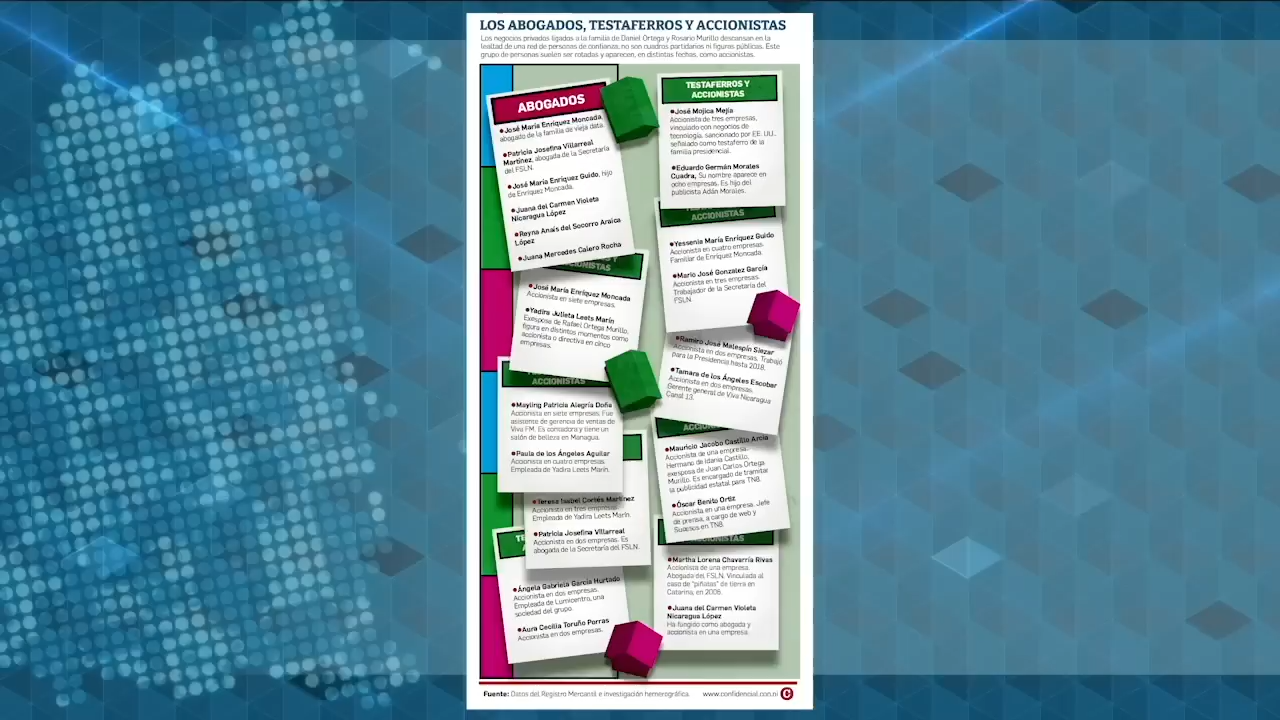 LOS ABOGADOS, TESTAFERROS Y ACCIONISTAS
Los negocios privados ligados a la familia de Daniel Ortega y Rosario Murillo descansan en la
lealtad de una red de personas de confianza, no son cuadros partidarios ni figuras públicas. Este
grupo de personas suelen ser rotadas y aparecen, en distintas fechas, como accionistas.
ABOGADOS
•José María Enríquez Moncada,
abogado de la familia de vieja data.
•Patricia Josefina Villarreal
Martínez, abogada de la Secretaría
del FSLN.
•José María Enríquez Guido, hijo
de Enríquez Moncada.
•Juana del Carmen Violeta
Nicaragua López
•Reyna Anaís del Socorro Araica
López
•Juana Mercedes Calero Rocha
•José María Enríquez Moncada
Accionista en siete empresas.
•Yadira Julieta Leets Marín
Exesposa de Rafael Ortega Murillo,
figura en distintos momentos como
accionista o directiva en cinco
empresas.
ACCIONISTAS
•Mayling Patricia Alegría Doña
Accionista en siete empresas. Fue
asistente de gerencia de ventas de
Viva FM. Es contadora y tiene un
salón de belleza en Managua.
•Paula de los Ángeles Aguilar
Accionista en cuatro empresas.
Empleada de Yadira Leets Marín.
•Teresa Isabel Cortés Martínez
Accionista en tres empresas.
Empleada de Yadira Leets Marín.
•Patricia Josefina Villarreal
Accionista en dos empresas. Es
abogada de la Secretaría del FSLN.
TE
A
•Ángela Gabriela García Hurtado
Accionista en dos empresas.
Empleada de Lumicentro, una
sociedad del grupo.
•Aura Cecilia Toruño Porras
Accionista en dos empresas.
TESTAFERROS Y
ACCIONISTAS
•José Mojica Mejía
Accionista de tres empresas,
vinculado con negocios de
tecnología, sancionado por EE. UU.,
señalado como testaferro de la
familia presidencial.
•Eduardo Germán Morales
Cuadra, Su nombre aparece en
ocho empresas. Es hijo del
publicista Adán Morales.
ACCIONISTAS
•Yessenia María Enríquez Guido
Accionista en cuatro empresas.
Familiar de Enríquez Moncada.
•Mario José González García
Accionista en tres empresas.
Trabajador de la Secretaría del
FSLN.
•Ramiro José Malespín Siezar
Accionista en dos empresas. Trabajó
para la Presidencia hasta 2018.
•Tamara de los Ángeles Escobar
Accionista en dos empresas.
Gerente general de Viva Nicaragua
Canal 13.
•Mauricio Jacobo Castillo Arcia
Accionista de una empresa.
Hermano de Idania Castillo,
exesposa de Juan Carlos Ortega
Murillo. Es encargado de tramitar
la publicidad estatal para TN8.
•Óscar Benito Ortiz
Accionista en una empresa. Jefe
de prensa, a cargo de web y
Sucesos en TN8.
•Martha Lorena Chavarría Rivas
Accionista de una empresa.
Abogada del FSLN. Vinculada al
caso de "piñatas" de tierra en
Catarina, en 2006.
•Juana del Carmen Violeta
Nicaragua López
Ha fungido como abogada y
accionista en una empresa.
Fuente: Datos del Registro Mercantil e investigación hemerográfica. www.confidencial.com.ni C